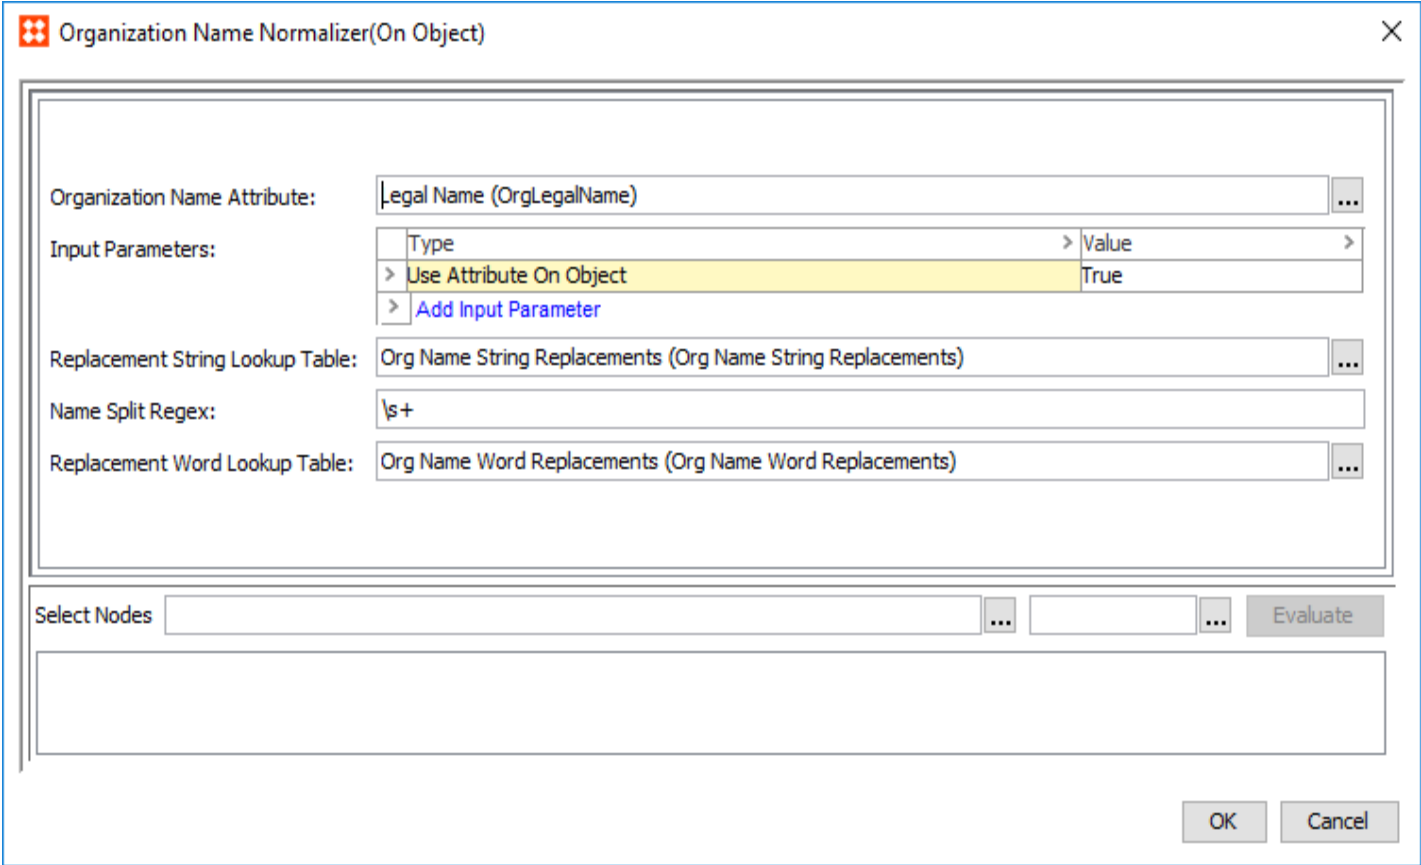 Organization Name Normalizer(On Object)
Organization Name Attribute: Legal Name (OrgLegalName) ...
Input Parameters: Type > Value >
> Use Attribute On Object True
> Add Input Parameter
Replacement String Lookup Table: Org Name String Replacements (Org Name String Replacements) ...
Name Split Regex: \s+
Replacement Word Lookup Table: Org Name Word Replacements (Org Name Word Replacements) ...
Select Nodes ... ... Evaluate
OK Cancel